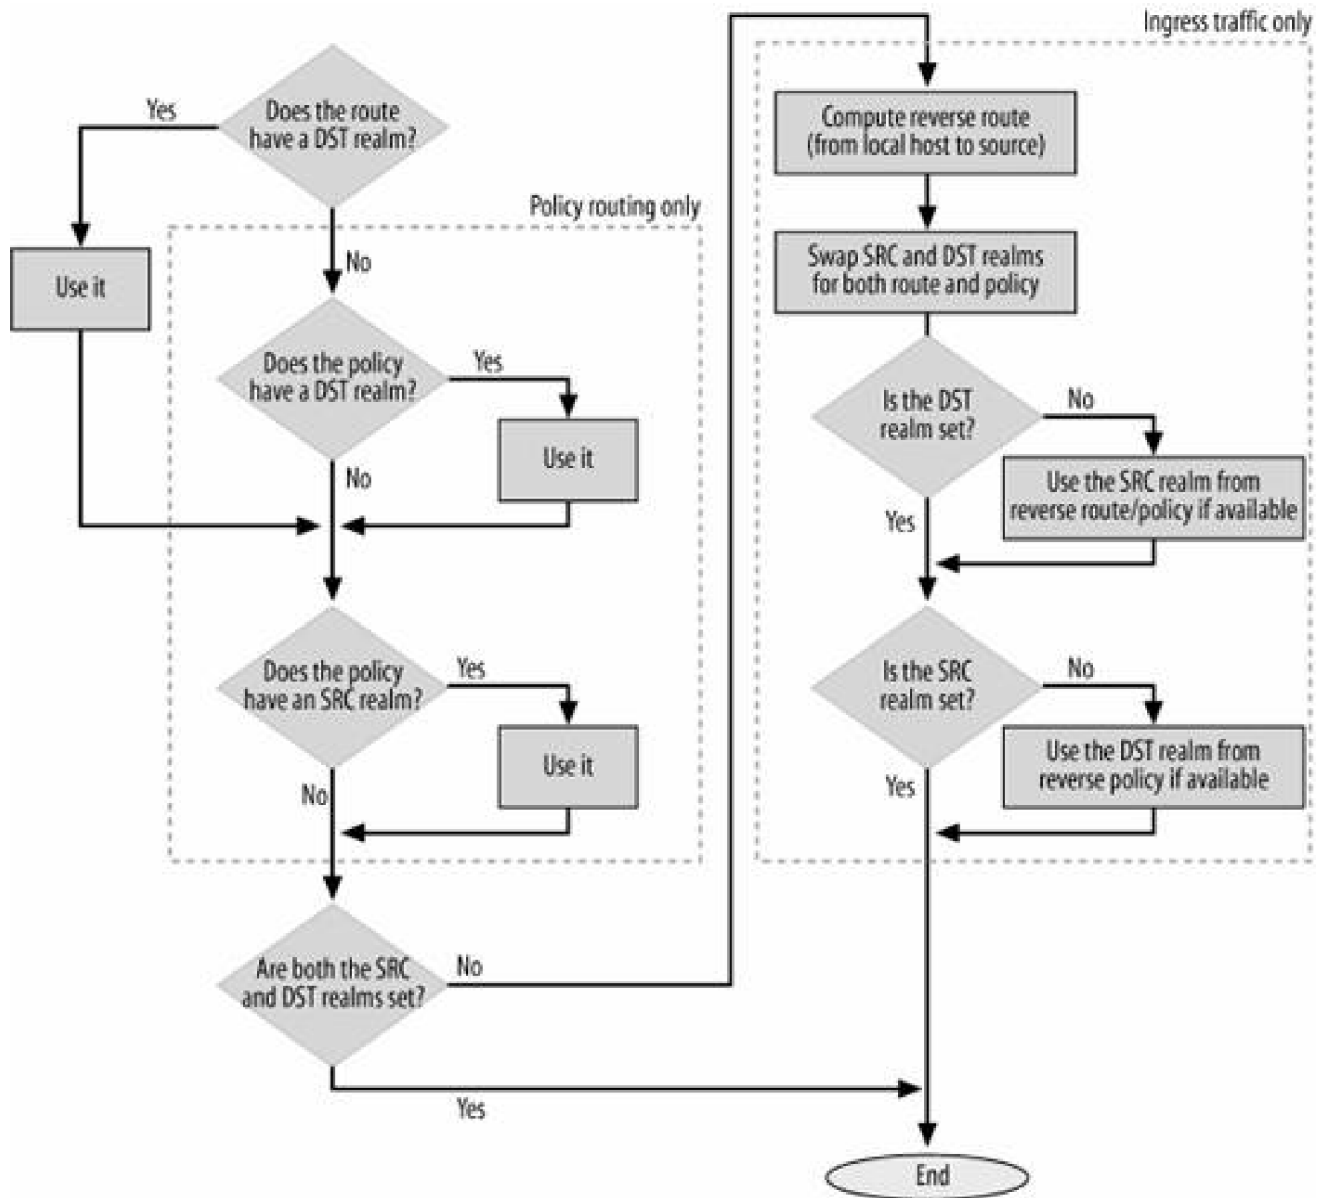 Ingress traffic only
Does the route
have a DST realm?
Yes
Use it
Policy routing only
No
Does the policy
have a DST realm?
Yes
Use it
No
Does the policy
have an SRC realm?
Yes
Use it
No
Are both the SRC
and DST realms set?
No
Yes
Compute reverse route
(from local host to source)
Swap SRC and DST realms
for both route and policy
Is the DST
realm set?
No
Use the SRC realm from
reverse route/policy if available
Yes
Is the SRC
realm set?
No
Use the DST realm from
reverse policy if available
Yes
End